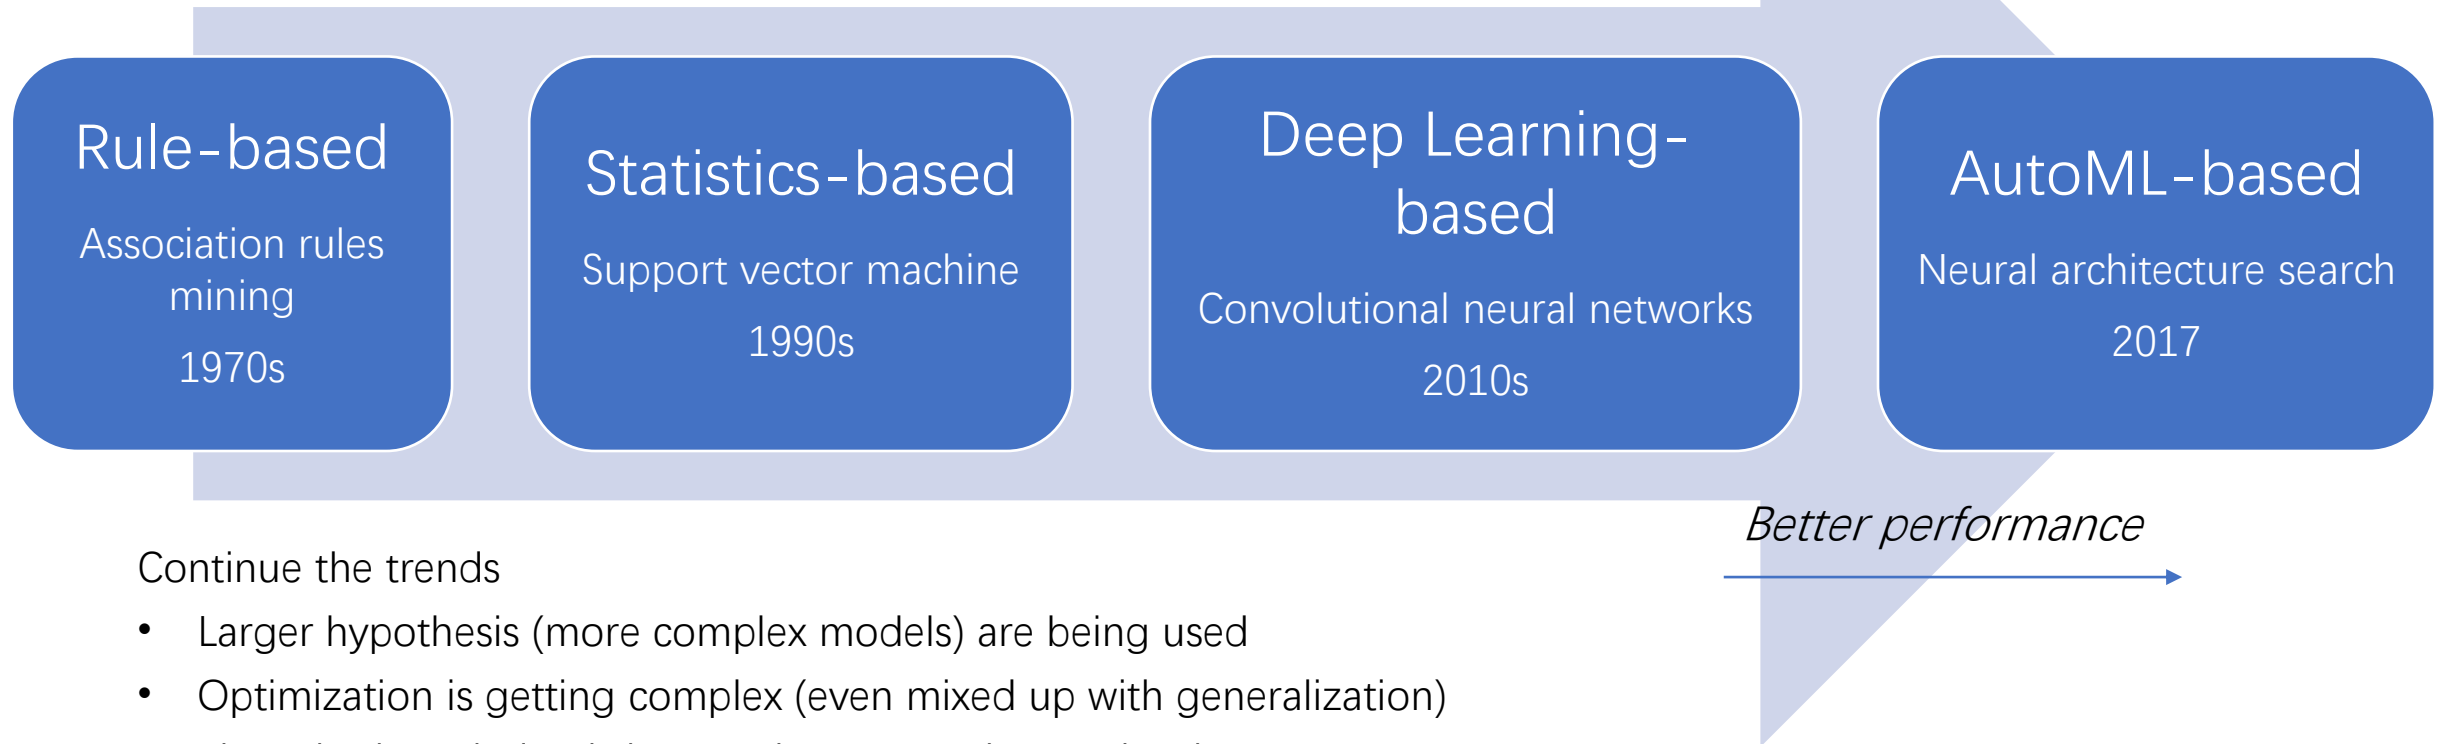 Rule-based
Association rules
mining
1970s
Statistics-based
Support vector machine
1990s
Deep Learning-
based
Convolutional neural networks
2010s
AutoML-based
Neural architecture search
2017
Better performance
Continue the trends
• Larger hypothesis (more complex models) are being used
• Optimization is getting complex (even mixed up with generalization)